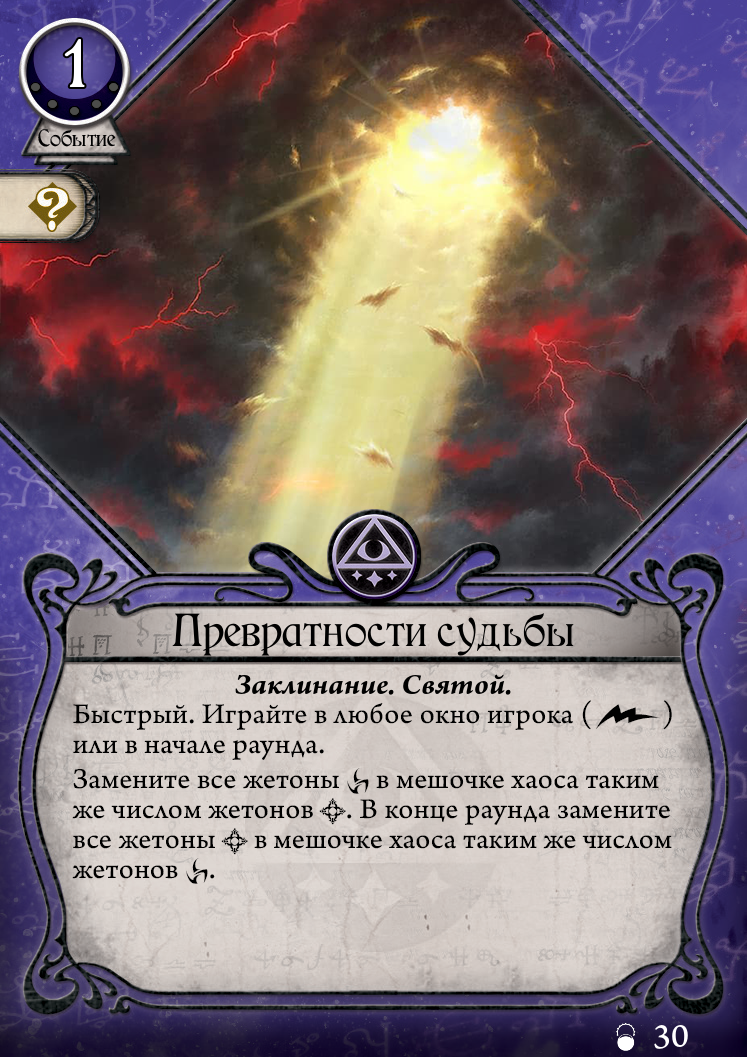 1
Событие
?
Превратности судьбы
Заклинание. Святой.
Быстрый. Играйте в любое окно игрока ( )
или в начале раунда.
Замените все жетоны в мешочке хаоса таким
же числом жетонов . В конце раунда замените
все жетоны в мешочке хаоса таким же числом
жетонов .
30